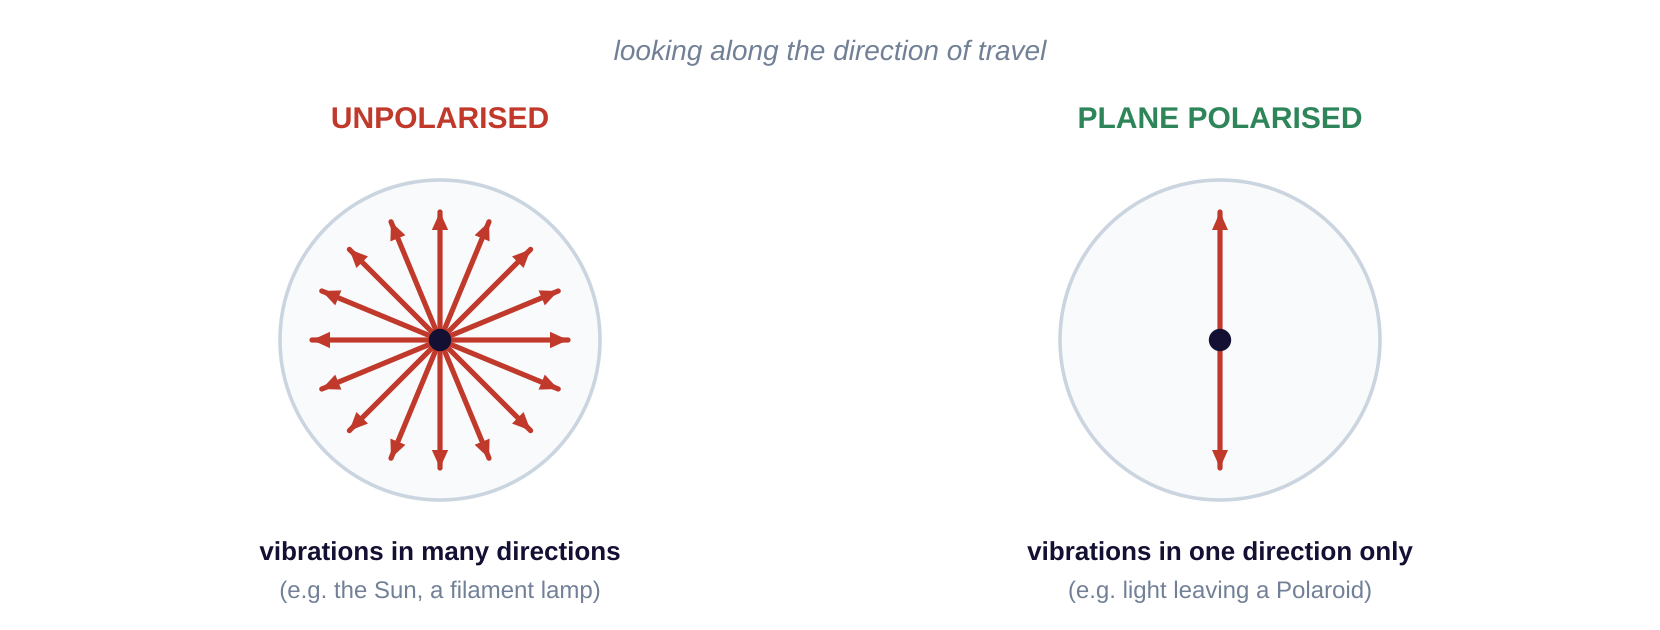 looking along the direction of travel
UNPOLARISED
PLANE POLARISED
vibrations in many directions
(e.g. the Sun, a filament lamp)
vibrations in one direction only
(e.g. light leaving a Polaroid)